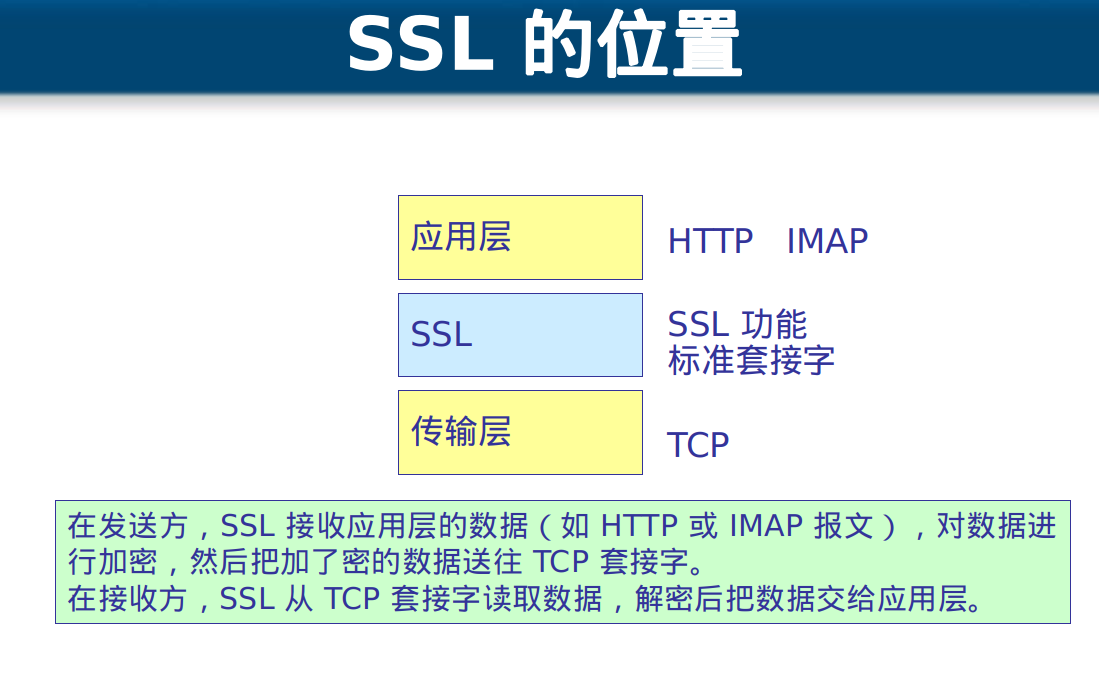 SSL 的位置
应用层
HTTP IMAP
SSL
SSL 功能
标准套接字
传输层
TCP
在发送方，SSL 接收应用层的数据（如 HTTP 或 IMAP 报文），对数据进
行加密，然后把加了密的数据送往 TCP 套接字。
在接收方，SSL 从 TCP 套接字读取数据，解密后把数据交给应用层。